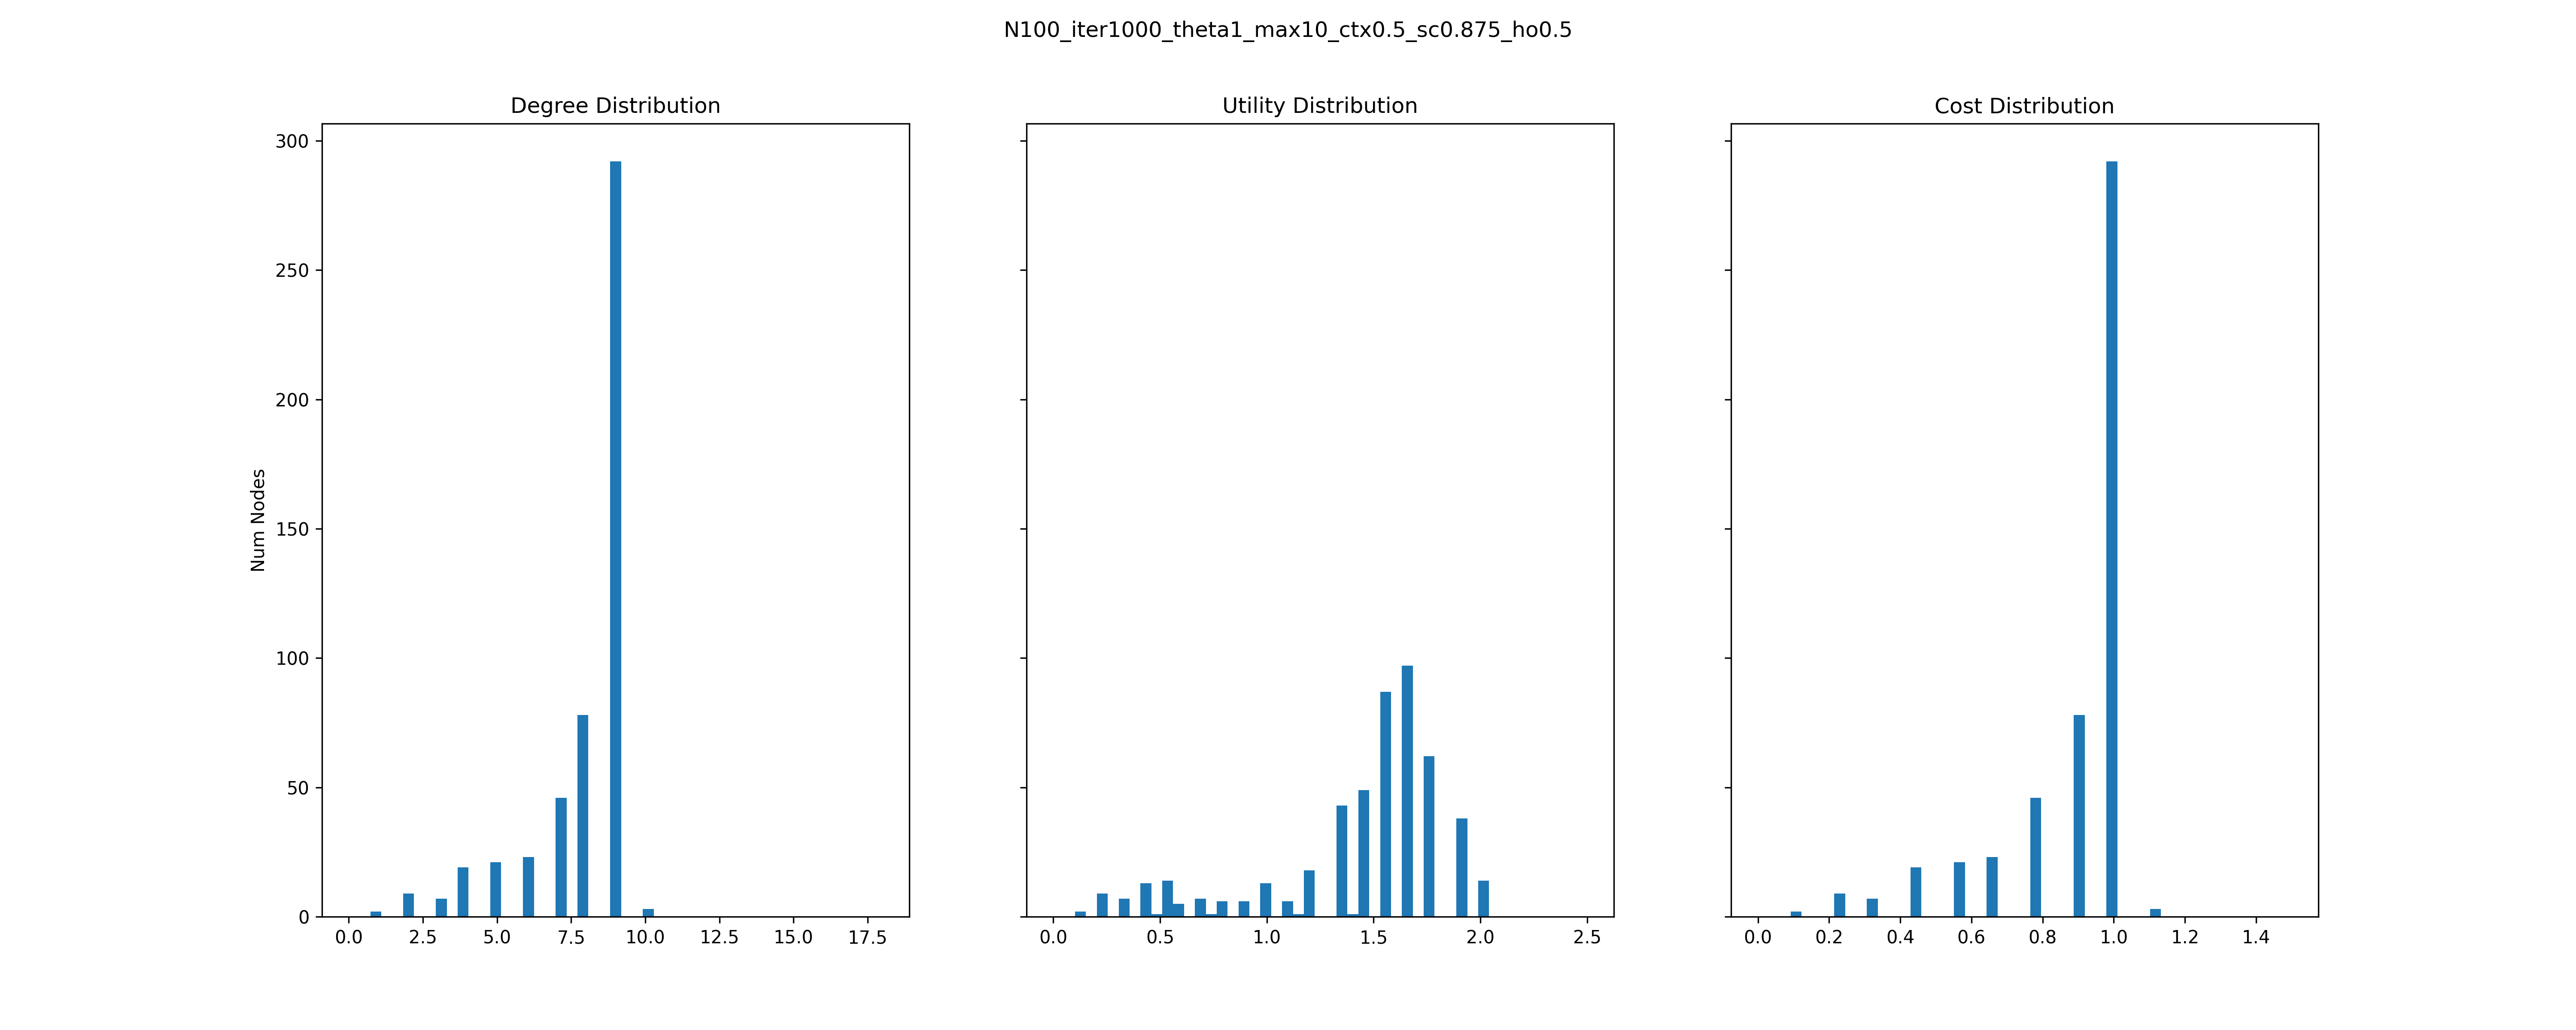 N100_iter1000_theta1_max10_ctx0.5_sc0.875_ho0.5
Degree Distribution
Utility Distribution
Cost Distribution
Num Nodes
300
250
200
150
100
50
0
0.0 2.5 5.0 7.5 10.0 12.5 15.0 17.5
0.0 0.5 1.0 1.5 2.0 2.5
0.0 0.2 0.4 0.6 0.8 1.0 1.2 1.4